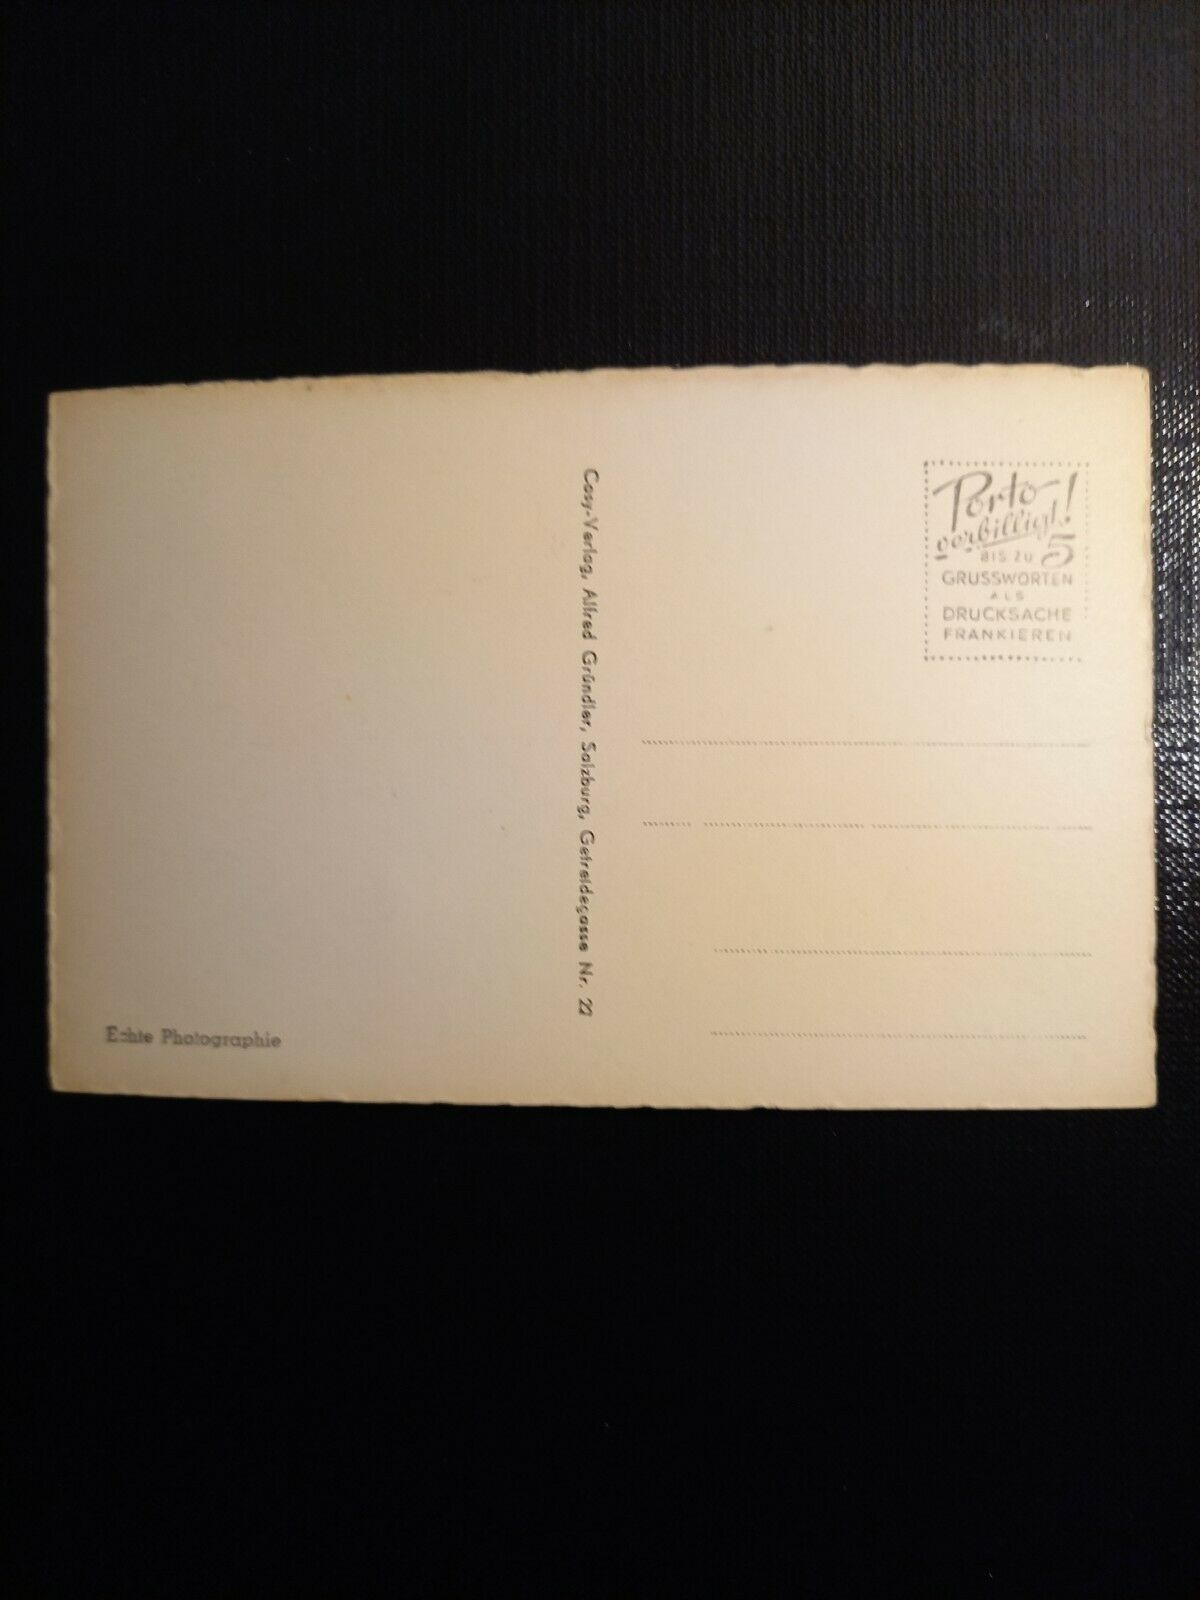 Porto
verbilligt!
BIS ZU 5
GRUSSWORTEN
ALS
DRUCKSACHE
FRANKIEREN
Cosy-Verlag, Alfred Gründler, Salzburg, Getreidegasse Nr. 22
Echte Photographie